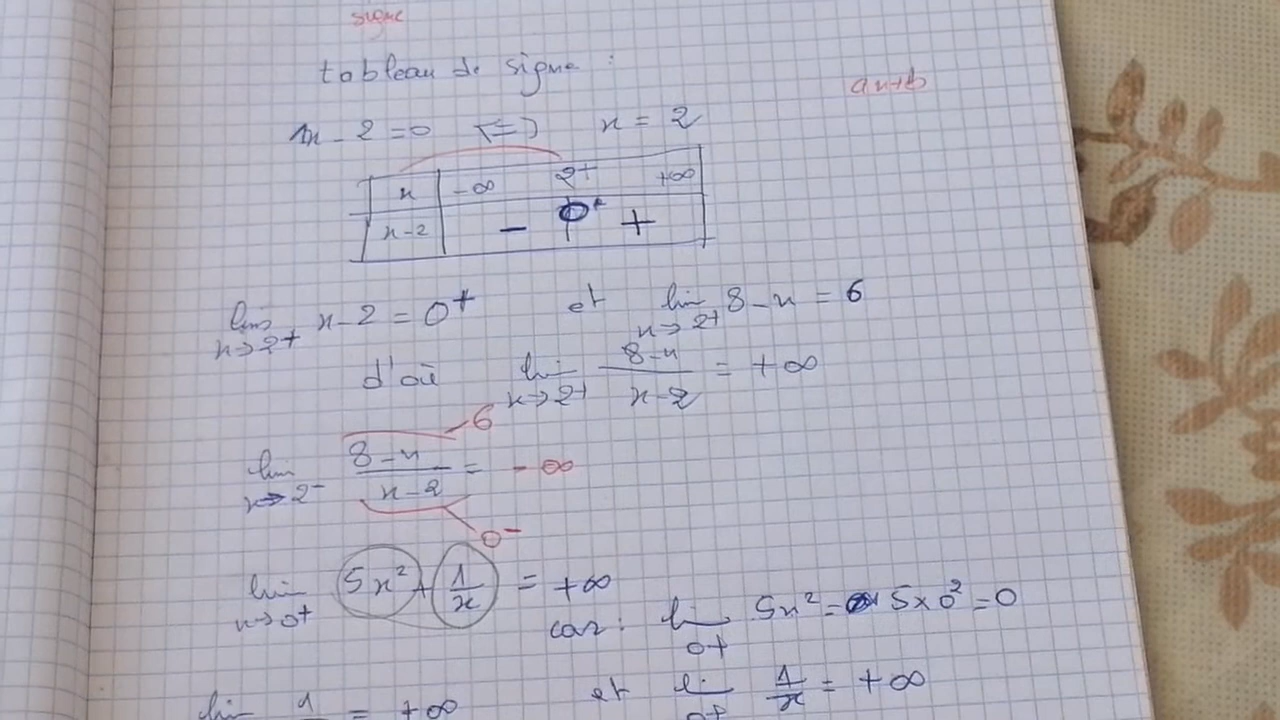 signe
tableau de signe :
ax+b
x - 2 = 0 <=> x = 2
x -∞ 2+ +∞
x-2 - 0+ +
lim x→2+ x-2 = 0+ et lim x→2+ 8-x = 6
d'où lim x→2+ (8-x)/(x-2) = +∞
6
lim x→2- (8-x)/(x-2) = -∞
0-
lim x→0+ 5x² + 1/x = +∞
car : lim 0+ 5x² = 5×0² = 0
et lim 0+ 1/x = +∞
lim 1 = +∞